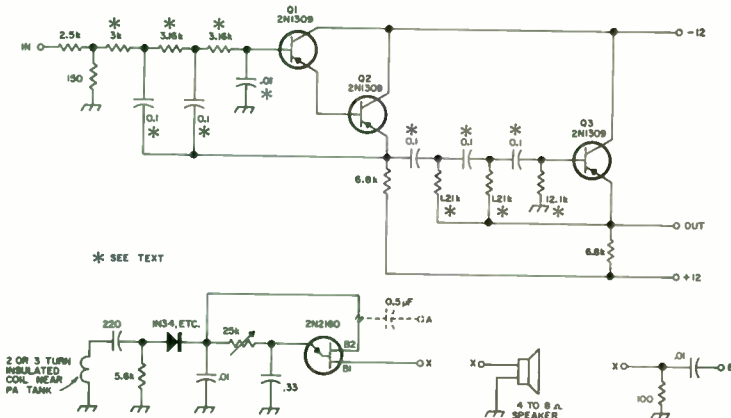 Q1
2N1309
-12
IN
2.5k
*
3k
*
3.16k
*
3.16k
150
.01
*
Q2
2N1309
0.1
*
0.1
*
Q3
2N1309
*
0.1
*
0.1
*
0.1
6.8k
1.21k
*
1.21k
*
12.1k
*
OUT
6.8k
+12
* SEE TEXT
220
IN34, ETC.
25k
2N2160
0.5µF
A
B2
B1
X
2 OR 3 TURN
INSULATED
COIL NEAR
PA TANK
5.6k
.01
.33
X
4 TO 8 Ω
SPEAKER
X
.01
B
100